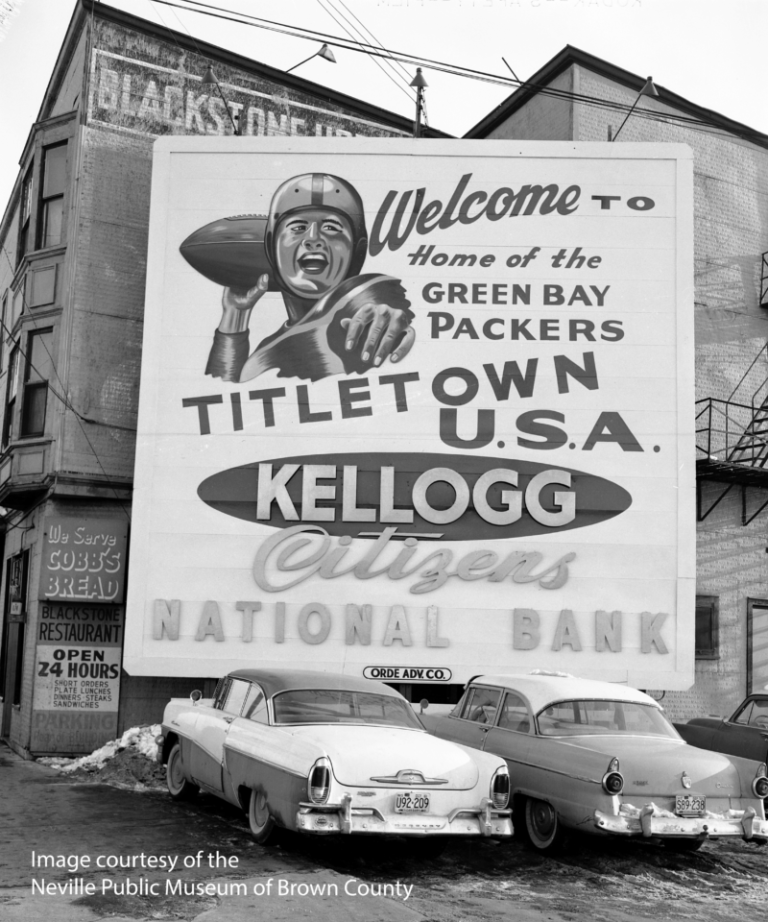 BLACKSTONE
Welcome TO
Home of the
GREEN BAY
PACKERS
TITLETOWN
U.S.A.
KELLOGG
Citizens
NATIONAL BANK
ORDE ADV. CO.
We Serve
COBB'S
BREAD
BLACKSTONE
RESTAURANT
OPEN
24 HOURS
SHORT ORDERS
PLATE LUNCHES
DINNERS STEAKS
SANDWICHES
PARKING
U92-209
S89-238
Image courtesy of the
Neville Public Museum of Brown County